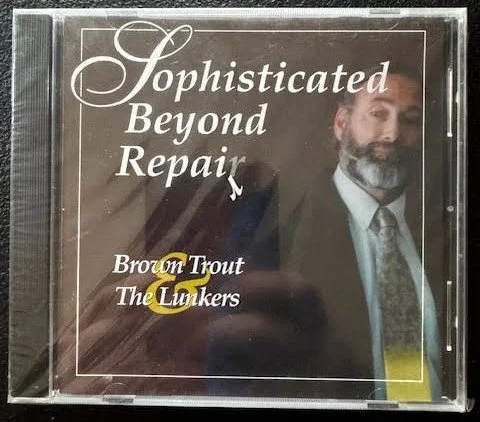 Sophisticated
Beyond
Repair
Brown Trout
&
The Lunkers